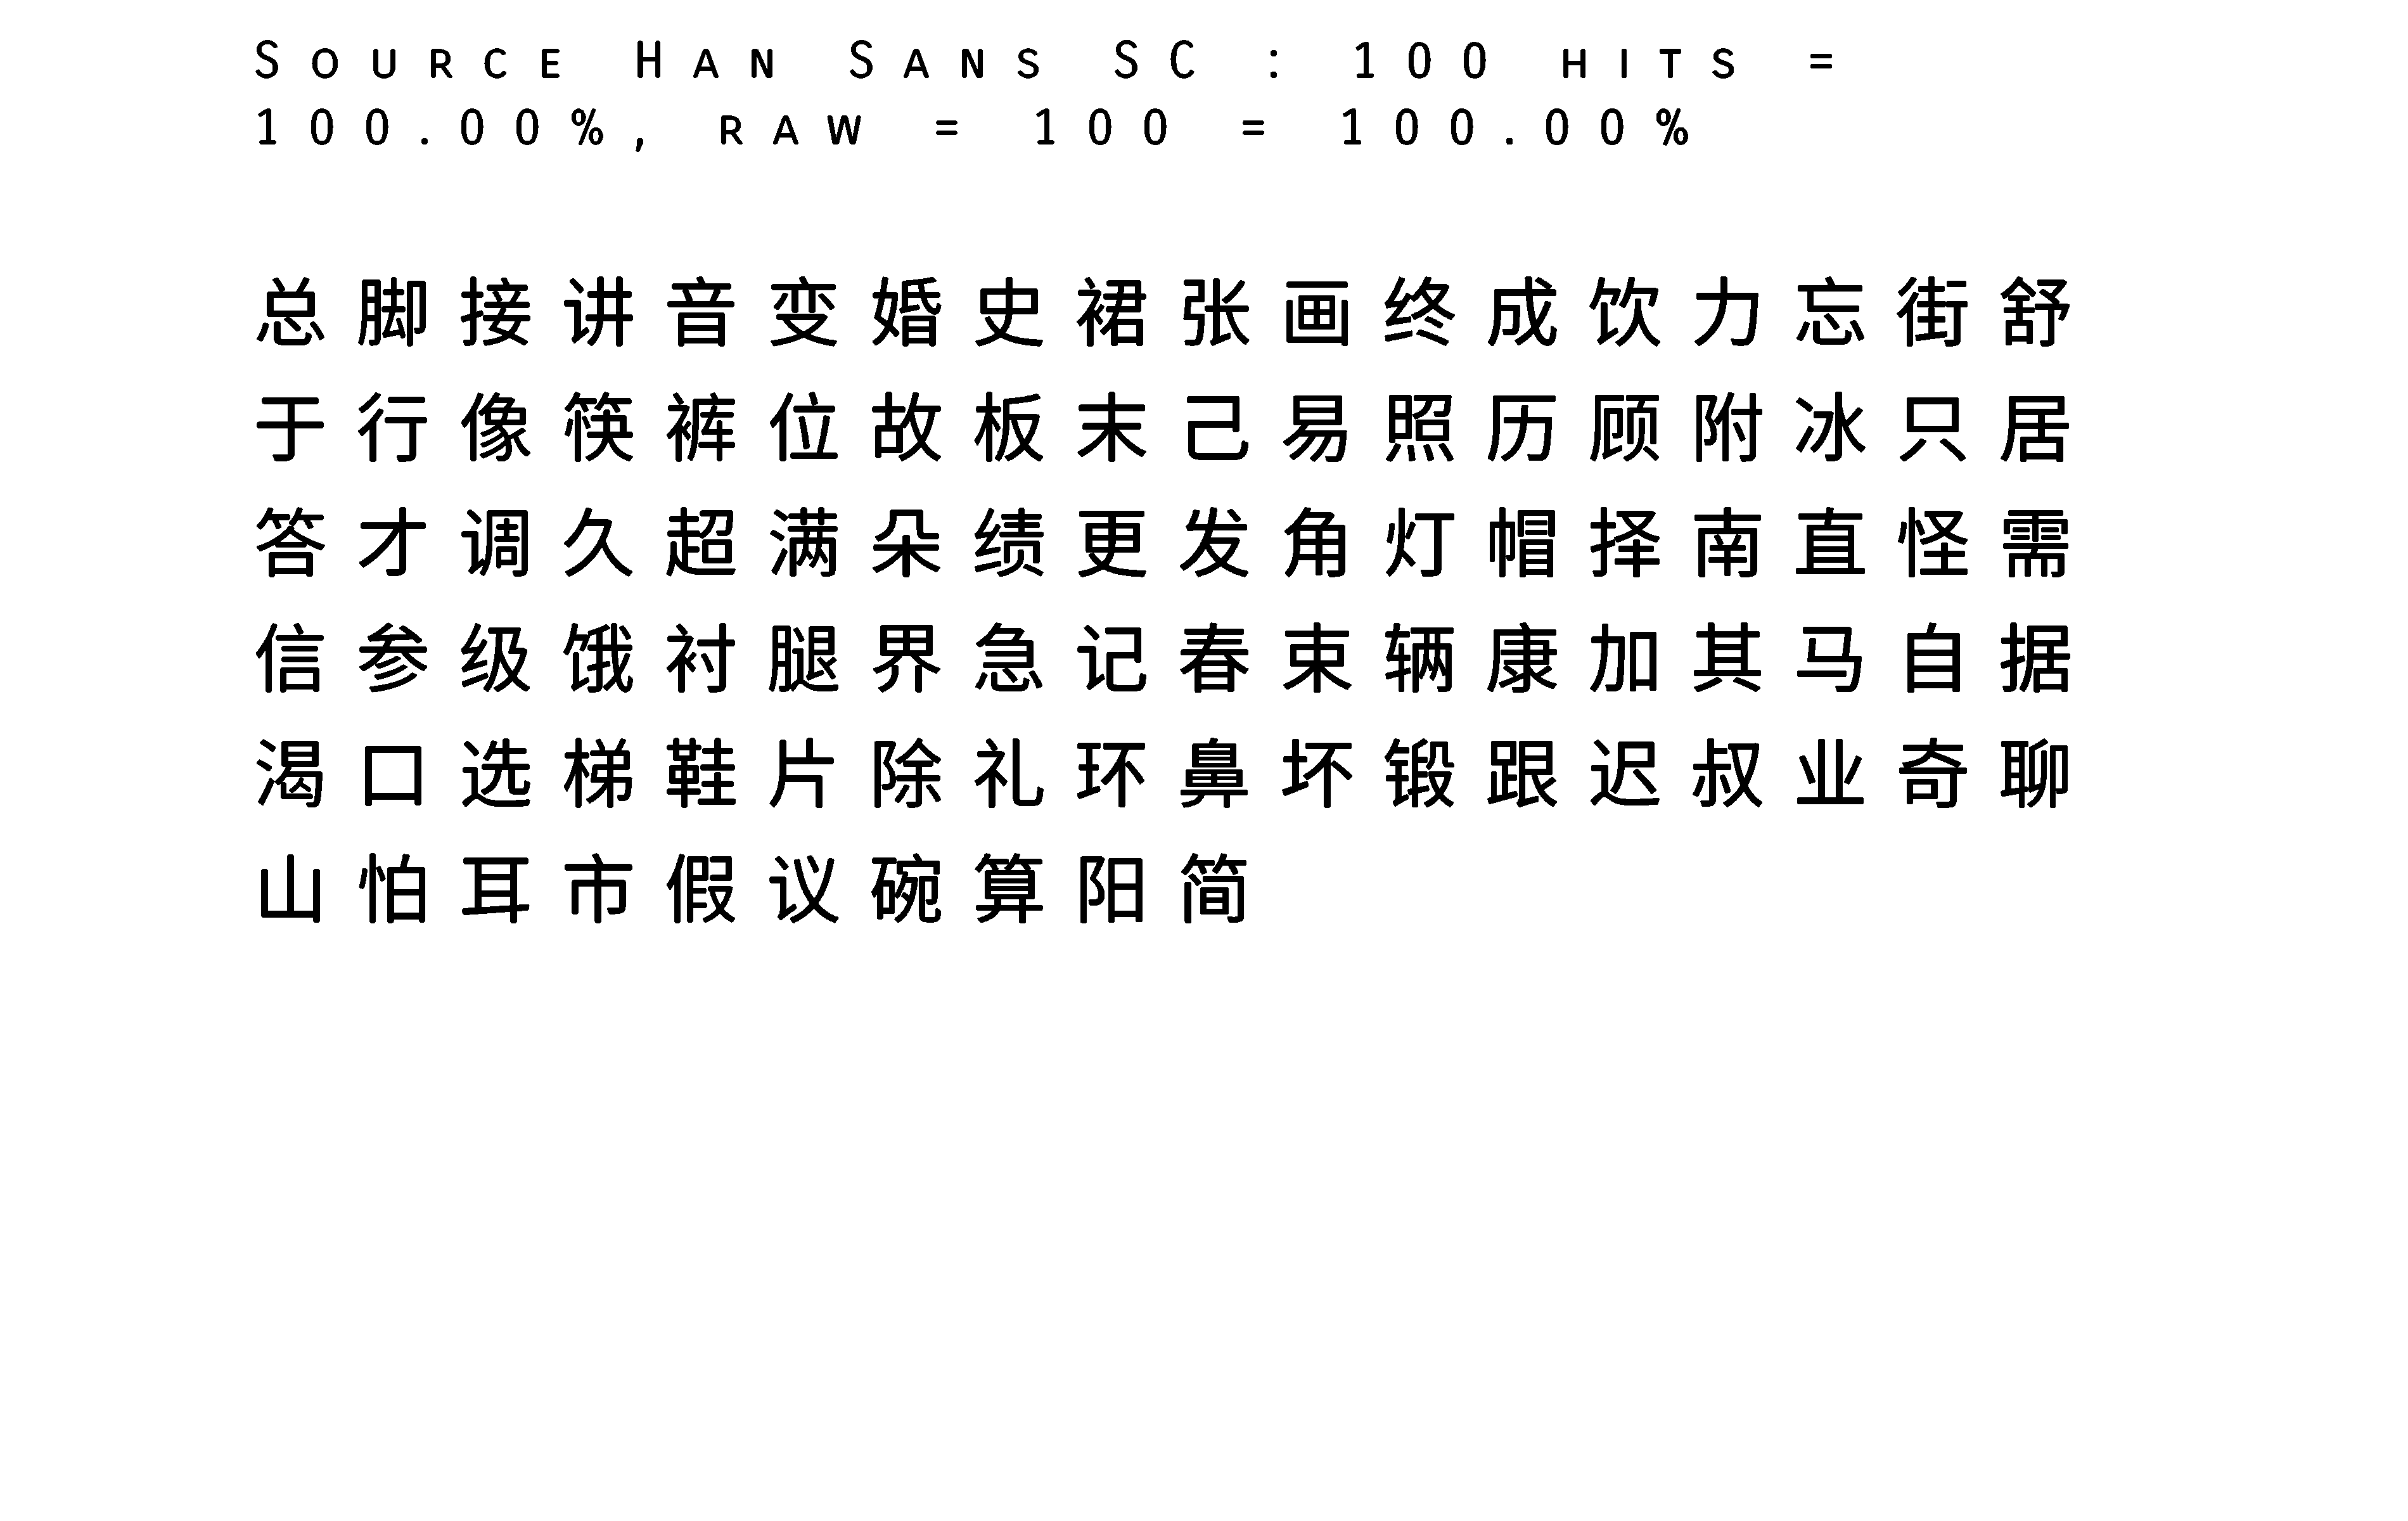 Source Han Sans SC : 100 hits =
100.00%, raw = 100 = 100.00%
总脚接讲音变婚史裙张画终成饮力忘街舒
于行像筷裤位故板末己易照历顾附冰只居
答才调久超满朵绩更发角灯帽择南直怪需
信参级饿衬腿界急记春束辆康加其马自据
渴口选梯鞋片除礼环鼻坏锻跟迟叔业奇聊
山怕耳市假议碗算阳简